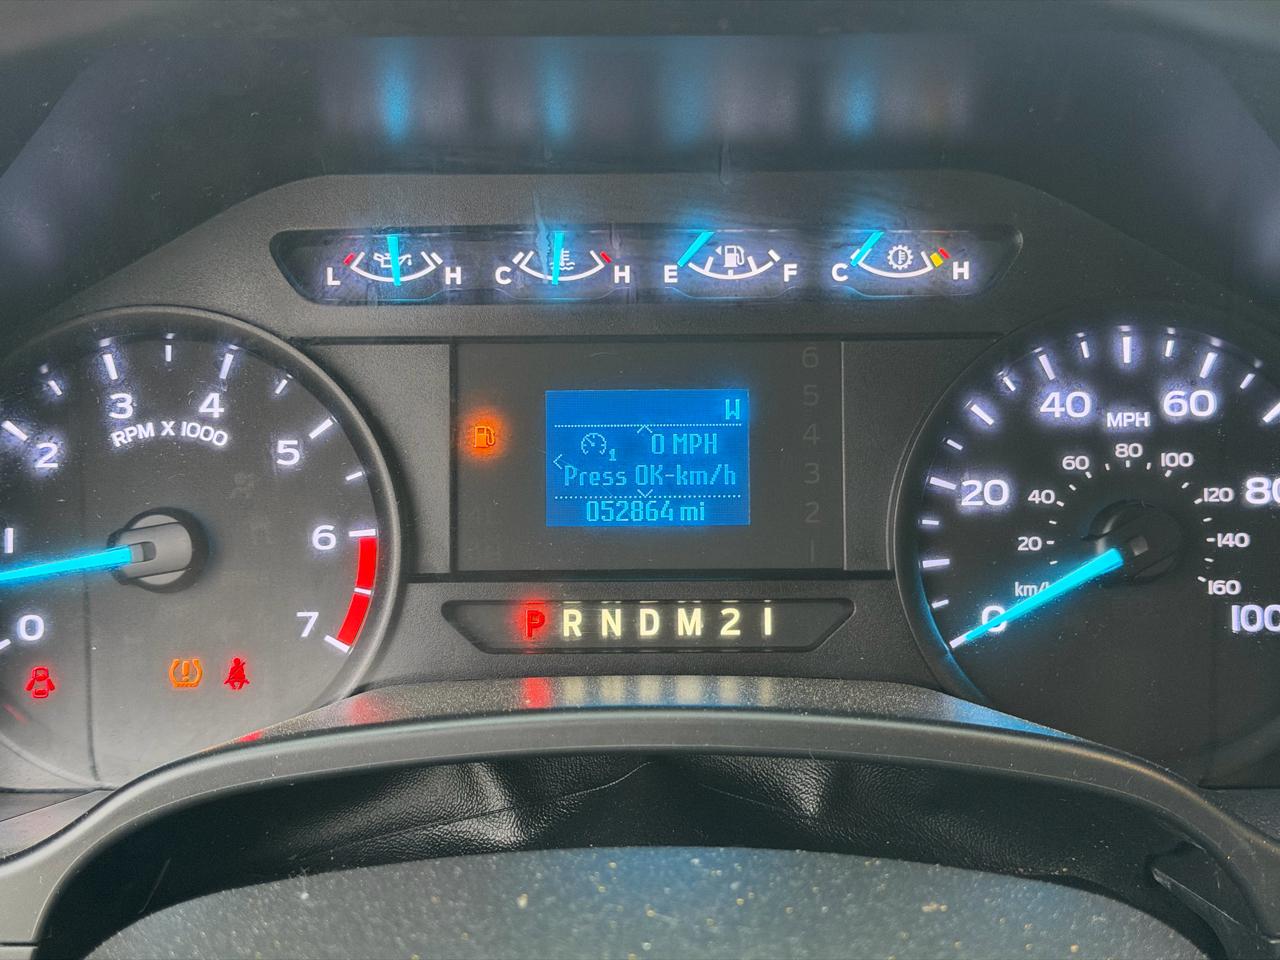 L H C H E F C H
1 2 3 4 5 6 7 0
RPM X 1000
6
5
4
3
2
1
W
1 0 MPH
Press OK-km/h
052864 mi
P R N D M 2 1
0 20 40 60 80 100
MPH
20 40 60 80 100 120 140 160
km/